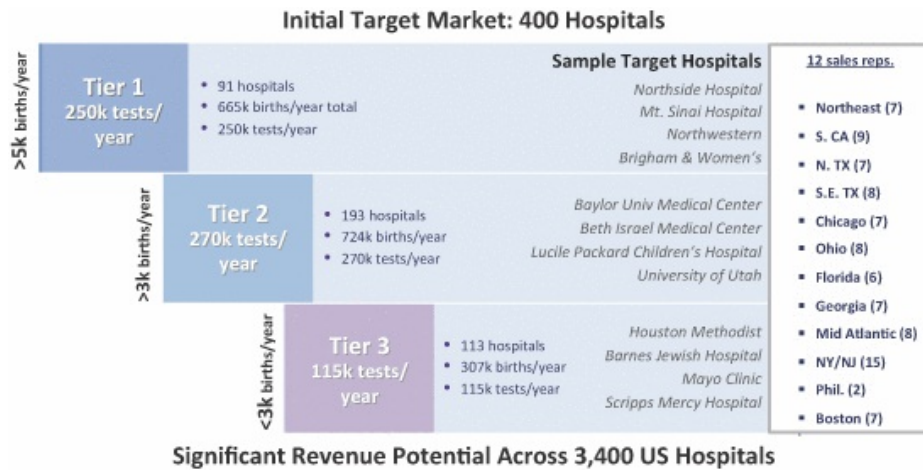 Initial Target Market: 400 Hospitals
>5k births/year
Tier 1
250k tests/
year
• 91 hospitals
• 665k births/year total
• 250k tests/year
Sample Target Hospitals
Northside Hospital
Mt. Sinai Hospital
Northwestern
Brigham & Women's
>3k births/year
Tier 2
270k tests/
year
• 193 hospitals
• 724k births/year
• 270k tests/year
Baylor Univ Medical Center
Beth Israel Medical Center
Lucile Packard Children's Hospital
University of Utah
<3k births/year
Tier 3
115k tests/
year
• 113 hospitals
• 307k births/year
• 115k tests/year
Houston Methodist
Barnes Jewish Hospital
Mayo Clinic
Scripps Mercy Hospital
12 sales reps.
• Northeast (7)
• S. CA (9)
• N. TX (7)
• S.E. TX (8)
• Chicago (7)
• Ohio (8)
• Florida (6)
• Georgia (7)
• Mid Atlantic (8)
• NY/NJ (15)
• Phil. (2)
• Boston (7)
Significant Revenue Potential Across 3,400 US Hospitals